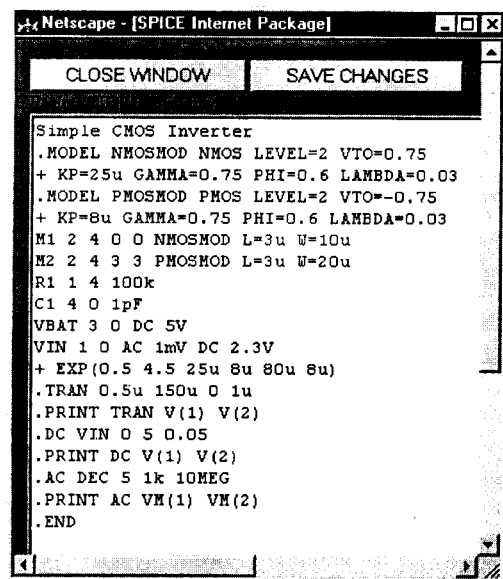 Netscape - [SPICE Internet Package]
CLOSE WINDOW SAVE CHANGES
Simple CMOS Inverter
.MODEL NMOSMOD NMOS LEVEL=2 VTO=0.75
+ KP=25u GAMMA=0.75 PHI=0.6 LAMBDA=0.03
.MODEL PMOSMOD PMOS LEVEL=2 VTO=-0.75
+ KP=8u GAMMA=0.75 PHI=0.6 LAMBDA=0.03
M1 2 4 0 0 NMOSMOD L=3u W=10u
M2 2 4 3 3 PMOSMOD L=3u W=20u
R1 1 4 100k
C1 4 0 1pF
VBAT 3 0 DC 5V
VIN 1 0 AC 1mV DC 2.3V
+ EXP(0.5 4.5 25u 8u 80u 8u)
.TRAN 0.5u 150u 0 1u
.PRINT TRAN V(1) V(2)
.DC VIN 0 5 0.05
.PRINT DC V(1) V(2)
.AC DEC 5 1k 10MEG
.PRINT AC VM(1) VM(2)
.END